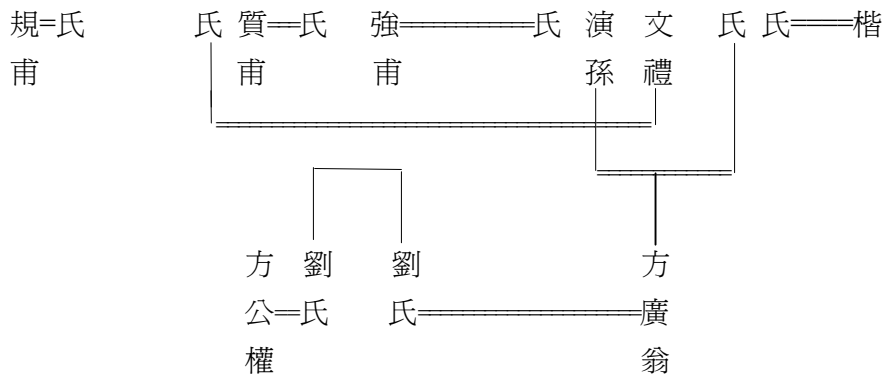 規=氏 氏 質=氏 強=氏 演 文 氏 氏=楷
甫 甫 甫 孫 禮
方 劉 劉 方
公=氏 氏=廣
權 翁